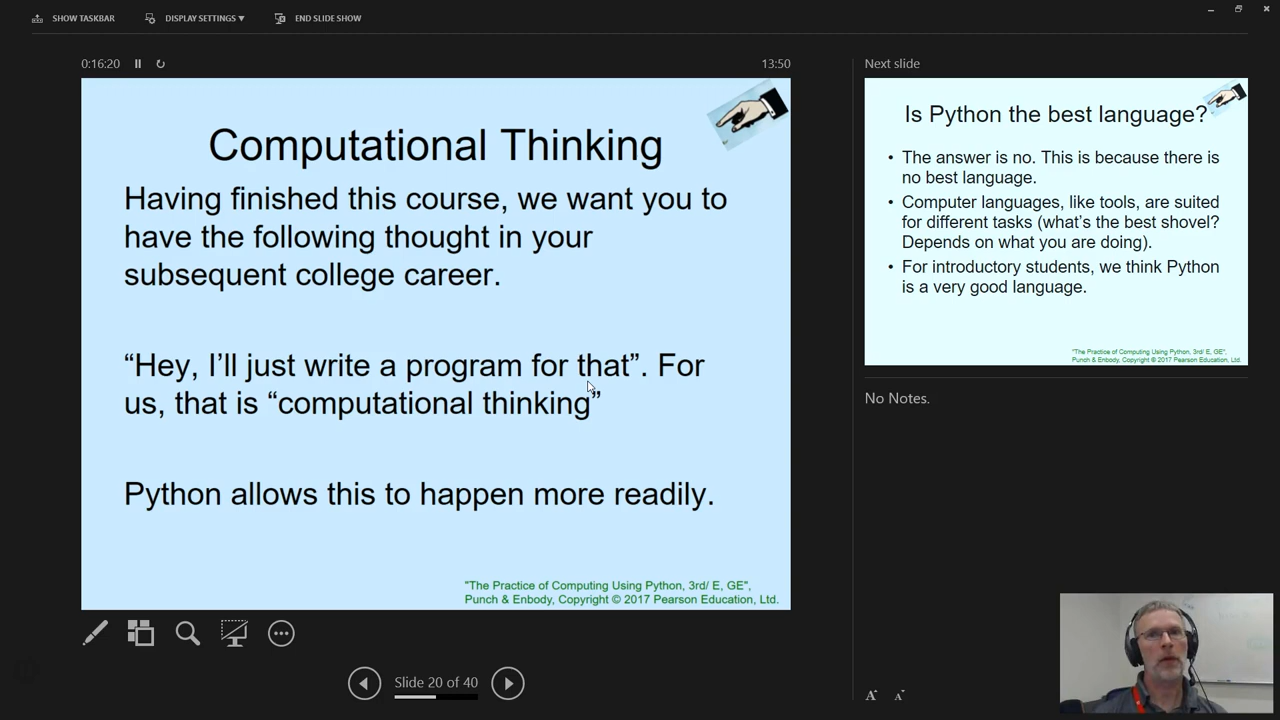 SHOW TASKBAR
DISPLAY SETTINGS ▼
END SLIDE SHOW
0:16:20
13:50
Computational Thinking
Having finished this course, we want you to
have the following thought in your
subsequent college career.
“Hey, I’ll just write a program for that”. For
us, that is “computational thinking”
Python allows this to happen more readily.
"The Practice of Computing Using Python, 3rd/ E, GE",
Punch & Enbody, Copyright © 2017 Pearson Education, Ltd.
Slide 20 of 40
Next slide
Is Python the best language?
• The answer is no. This is because there is
no best language.
• Computer languages, like tools, are suited
for different tasks (what’s the best shovel?
Depends on what you are doing).
• For introductory students, we think Python
is a very good language.
"The Practice of Computing Using Python, 3rd/ E, GE",
Punch & Enbody, Copyright © 2017 Pearson Education, Ltd.
No Notes.
A A